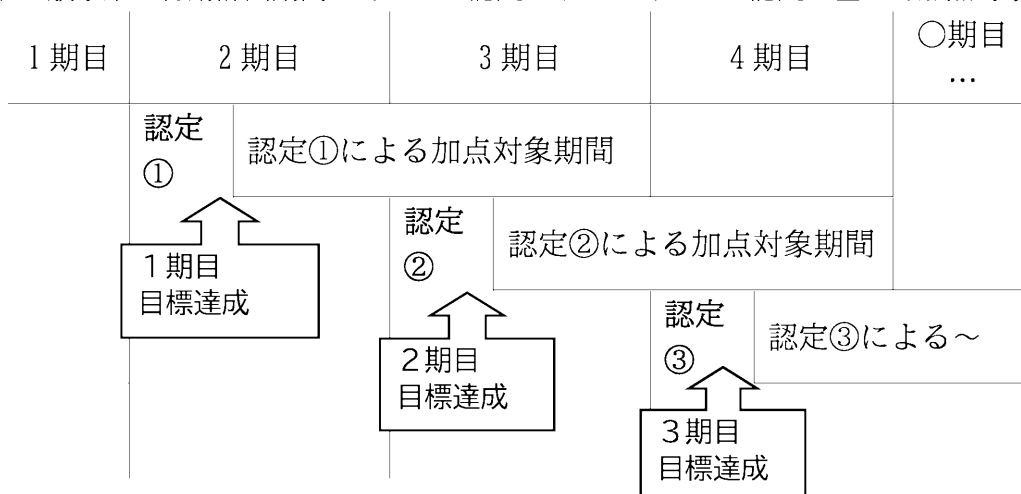 1期目
2期目
3期目
4期目
○期目
…
認定
①
認定①による加点対象期間
1期目
目標達成
認定
②
認定②による加点対象期間
2期目
目標達成
認定
③
認定③による～
3期目
目標達成